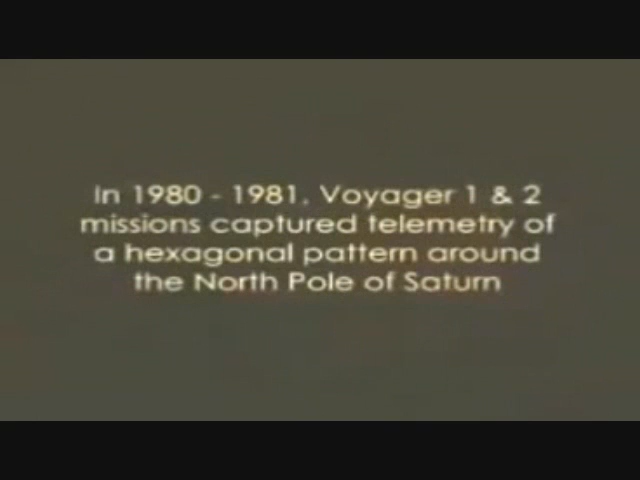 In 1980 - 1981, Voyager 1 & 2
missions captured telemetry of
a hexagonal pattern around
the North Pole of Saturn